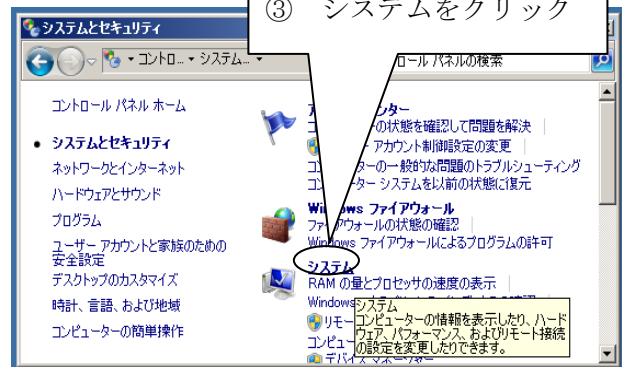 ③ システムをクリック
システムとセキュリティ
コントロ... システム...
ロール パネルの検索
コントロール パネル ホーム
システムとセキュリティ
ネットワークとインターネット
ハードウェアとサウンド
プログラム
ユーザー アカウントと家族のための
安全設定
デスクトップのカスタマイズ
時計、言語、および地域
コンピューターの簡単操作
ター
の状態を確認して問題を解決
アカウント制御設定の変更
ターの一般的な問題のトラブルシューティング
ター システムを以前の状態に復元
Windows ファイアウォール
ファイアウォールの状態の確認
Windows ファイアウォールによるプログラムの許可
システム
RAM の量とプロセッサの速度の表示
Windows
リモー
コンピュー
デバイス マネージャー
システム
コンピューターの情報を表示したり、ハード
ウェア、パフォーマンス、およびリモート接続
の設定を変更したりできます。